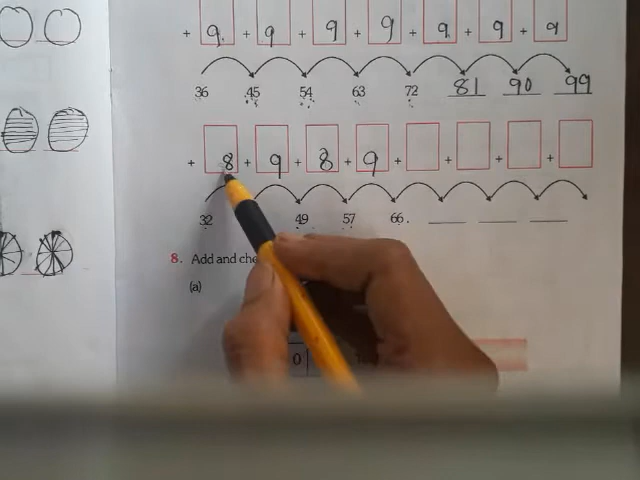 + 9. + 9 + 9 + 9 + 9. + 9 + 9
36 45 54 63 72 81 90 99
+ 8 + 9 + 8 + 9 + + + +
32 49 57 66.
8. Add and che
(a)
0